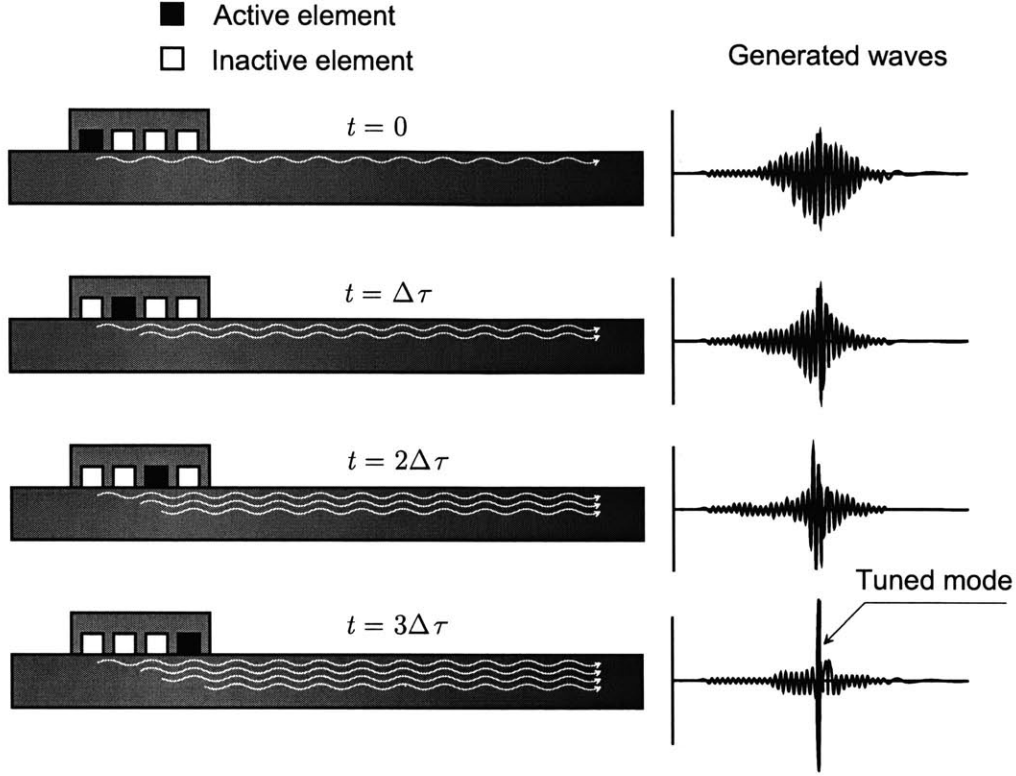 Active element
Inactive element
Generated waves
t = 0
t = Δτ
t = 2Δτ
Tuned mode
t = 3Δτ